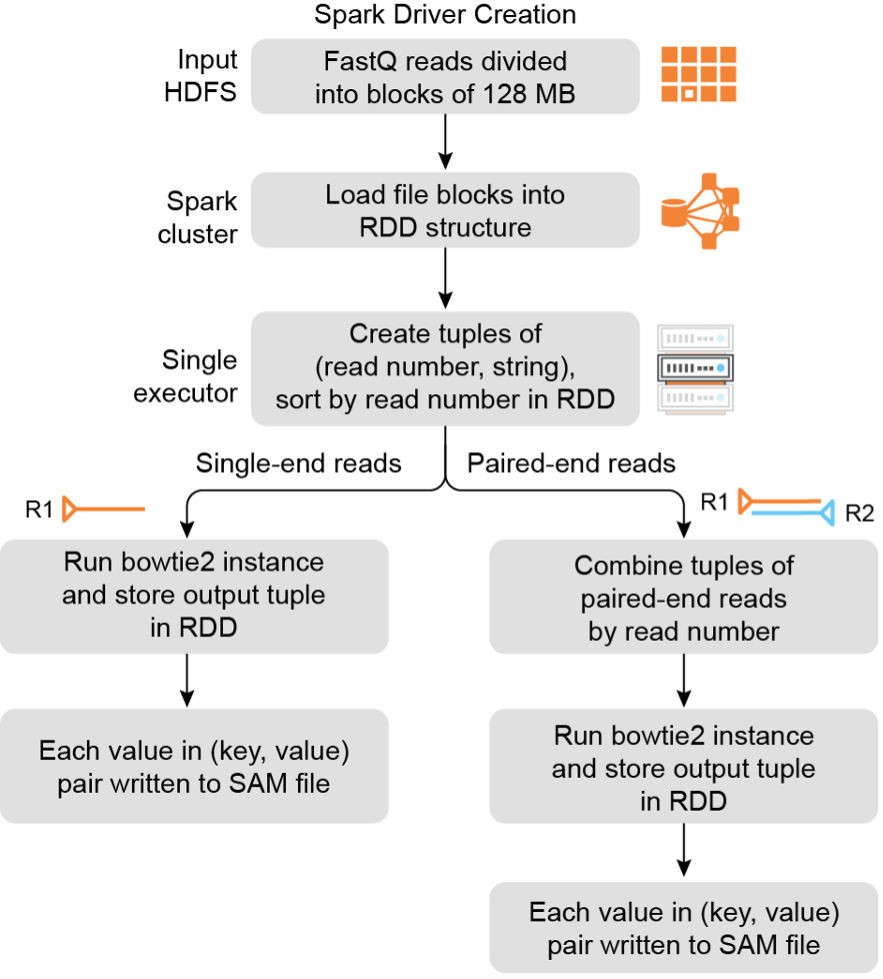 Spark Driver Creation
Input
HDFS
FastQ reads divided
into blocks of 128 MB
Spark
cluster
Load file blocks into
RDD structure
Single
executor
Create tuples of
(read number, string),
sort by read number in RDD
Single-end reads
Paired-end reads
R1
R1
R2
Run bowtie2 instance
and store output tuple
in RDD
Combine tuples of
paired-end reads
by read number
Each value in (key, value)
pair written to SAM file
Run bowtie2 instance
and store output tuple
in RDD
Each value in (key, value)
pair written to SAM file